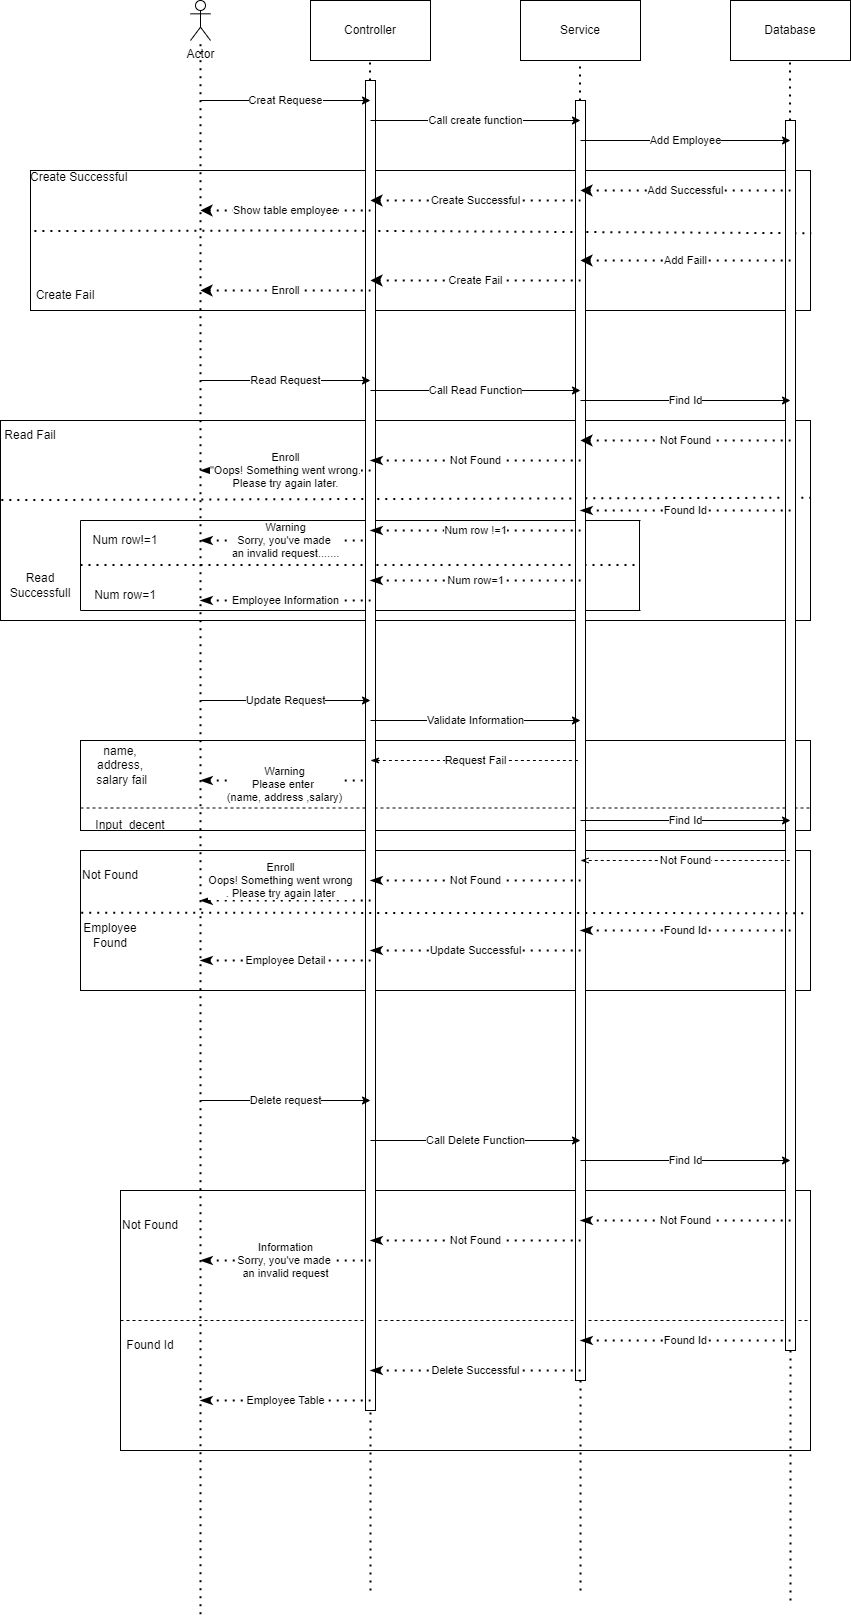 Controller
Service
Database
Actor
Creat Requese
Call create function
Add Employee
Create Successful
Add Successful
Create Successful
Show table employee
Add Faill
Create Fail
Enroll
Create Fail
Read Request
Call Read Function
Find Id
Read Fail
Not Found
Enroll
"Oops! Something went wrong.
Please try again later.
Not Found
Found Id
Warning
Sorry, you've made
an invalid request.......
Num row !=1
Num row!=1
Read
Successfull
Num row=1
Num row=1
Employee Information
Update Request
Validate Information
name,
address,
salary fail
Request Fail
Warning
Please enter
(name, address ,salary)
Input decent
Find Id
Not Found
Enroll
Oops! Something went wrong
. Please try again later
Not Found
Not Found
Employee
Found
Found Id
Update Successful
Employee Detail
Delete request
Call Delete Function
Find Id
Not Found
Not Found
Not Found
Information
Sorry, you've made
an invalid request
Found Id
Found Id
Delete Successful
Employee Table